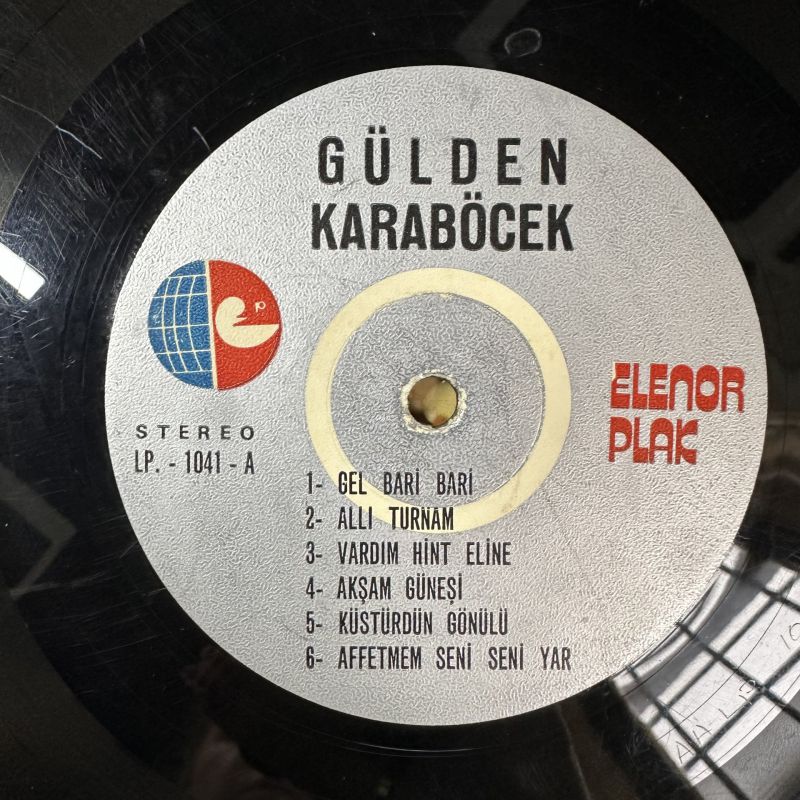 GÜLDEN
KARABÖCEK
STEREO
LP. - 1041 - A
ELENOR
PLAK
1- GEL BARİ BARİ
2- ALLI TURNAM
3- VARDIM HİNT ELİNE
4- AKŞAM GÜNEŞİ
5- KÜSTÜRDÜN GÖNÜLÜ
6- AFFETMEM SENİ SENİ YAR